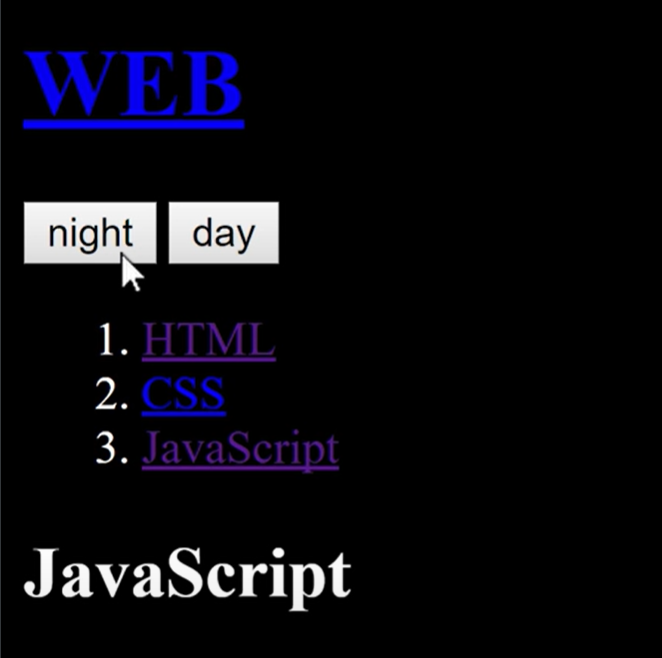 WEB
night day
1. HTML
2. CSS
3. JavaScript
JavaScript